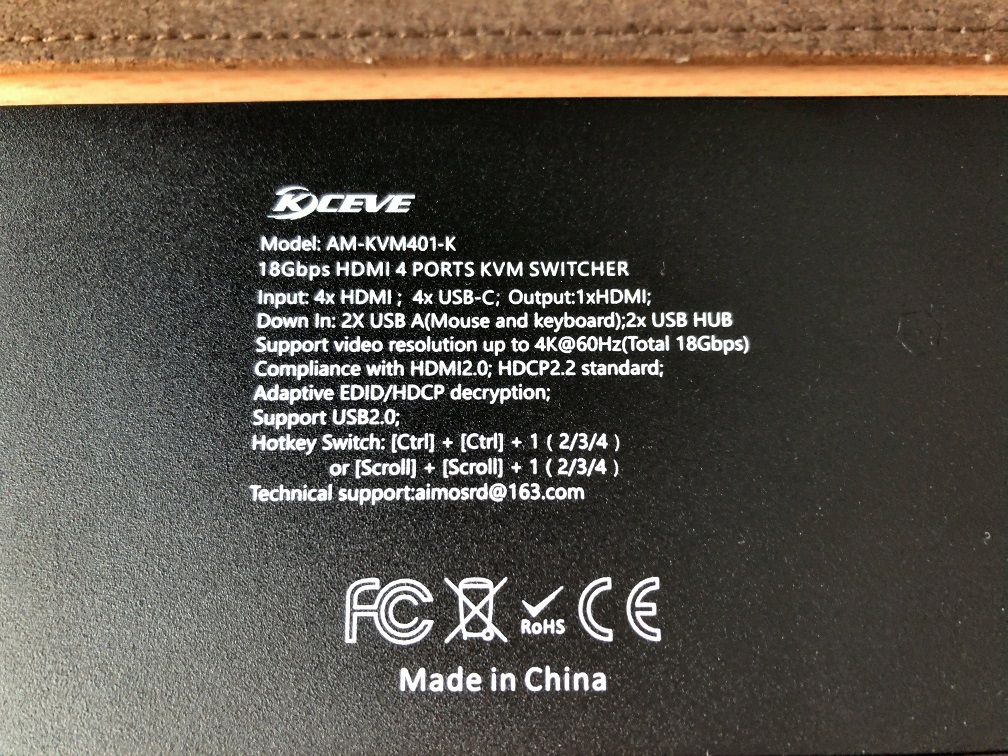 KCEVE
Model: AM-KVM401-K
18Gbps HDMI 4 PORTS KVM SWITCHER
Input: 4x HDMI ; 4x USB-C; Output:1xHDMI;
Down In: 2X USB A(Mouse and keyboard);2x USB HUB
Support video resolution up to 4K@60Hz(Total 18Gbps)
Compliance with HDMI2.0; HDCP2.2 standard;
Adaptive EDID/HDCP decryption;
Support USB2.0;
Hotkey Switch: [Ctrl] + [Ctrl] + 1 ( 2/3/4 )
or [Scroll] + [Scroll] + 1 ( 2/3/4 )
Technical support:aimosrd@163.com
FC RoHS CE
Made in China